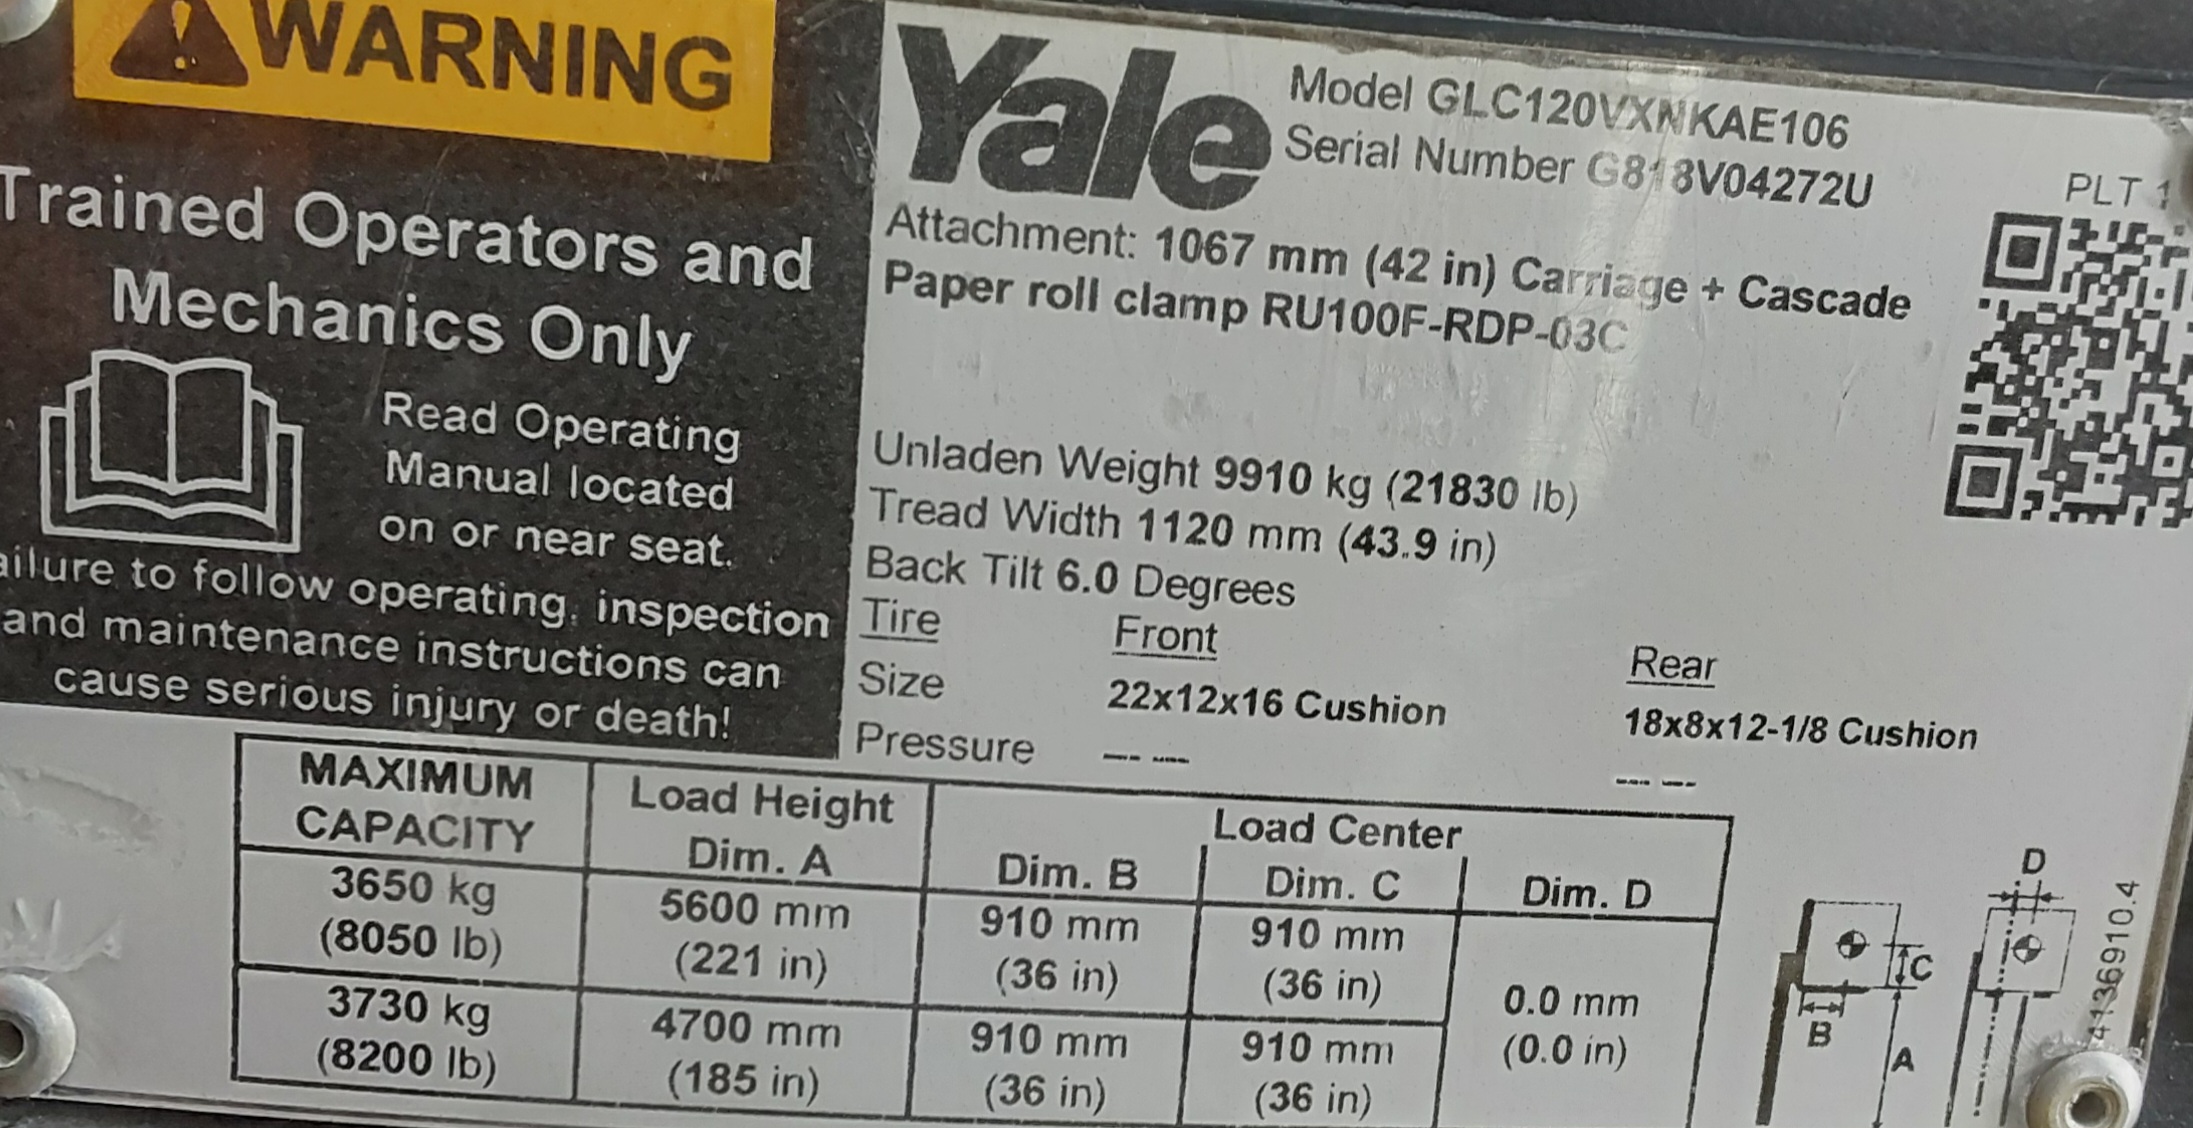 WARNING
Trained Operators and
Mechanics Only
Read Operating
Manual located
on or near seat.
ailure to follow operating, inspection
and maintenance instructions can
cause serious injury or death!
Yale
Model GLC120VXNKAE106
Serial Number G818V04272U
PLT 1
Attachment: 1067 mm (42 in) Carriage + Cascade
Paper roll clamp RU100F-RDP-03C
Unladen Weight 9910 kg (21830 lb)
Tread Width 1120 mm (43.9 in)
Back Tilt 6.0 Degrees
Tire Front Rear
Size 22x12x16 Cushion 18x8x12-1/8 Cushion
Pressure --- --- --- ---
MAXIMUM CAPACITY Load Height Dim. A Load Center
Dim. B Dim. C Dim. D
3650 kg 5600 mm 910 mm 910 mm
(8050 lb) (221 in) (36 in) (36 in)
0.0 mm
(0.0 in)
3730 kg 4700 mm 910 mm 910 mm
(8200 lb) (185 in) (36 in) (36 in)
D
C
B
A
4136910.4